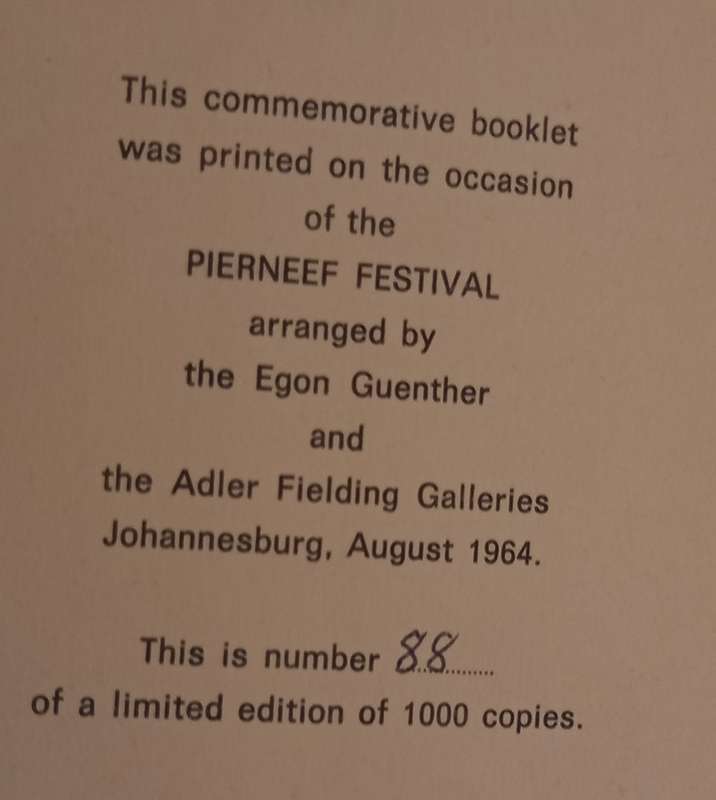 This commemorative booklet
was printed on the occasion
of the
PIERNEEF FESTIVAL
arranged by
the Egon Guenther
and
the Adler Fielding Galleries
Johannesburg, August 1964.
This is number 88
of a limited edition of 1000 copies.